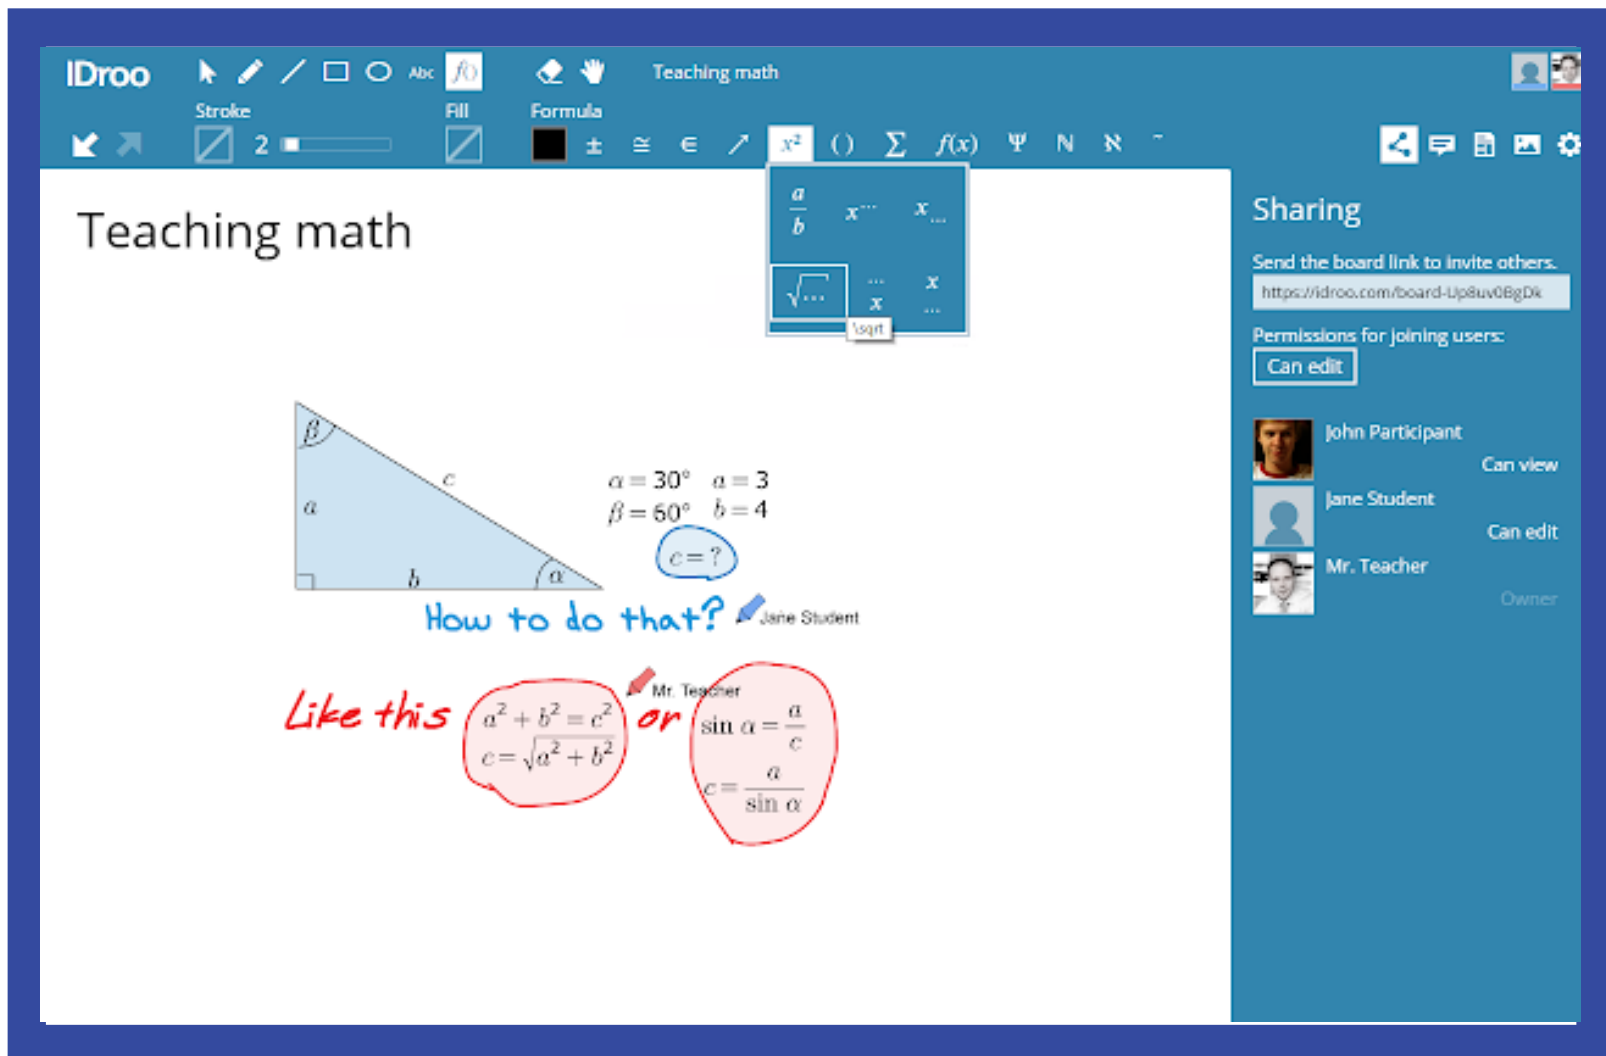 IDroo
Abc
f()
Teaching math
Stroke
Fill
Formula
2
± ≅ ∈ x² ( ) Σ f(x) Ψ ℕ ℵ ~
Teaching math
a/b x... x...
√... ...x x...
\sqrt
Sharing
Send the board link to invite others.
https://idroo.com/board-Up8uv0BgDk
Permissions for joining users:
Can edit
John Participant
Can view
Jane Student
Can edit
Mr. Teacher
Owner
β
c
a
b
α
α = 30° a = 3
β = 60° b = 4
c = ?
How to do that?
Jane Student
Mr. Teacher
Like this
a² + b² = c²
c = √a² + b²
or
sin α = a/c
c = a/sin α